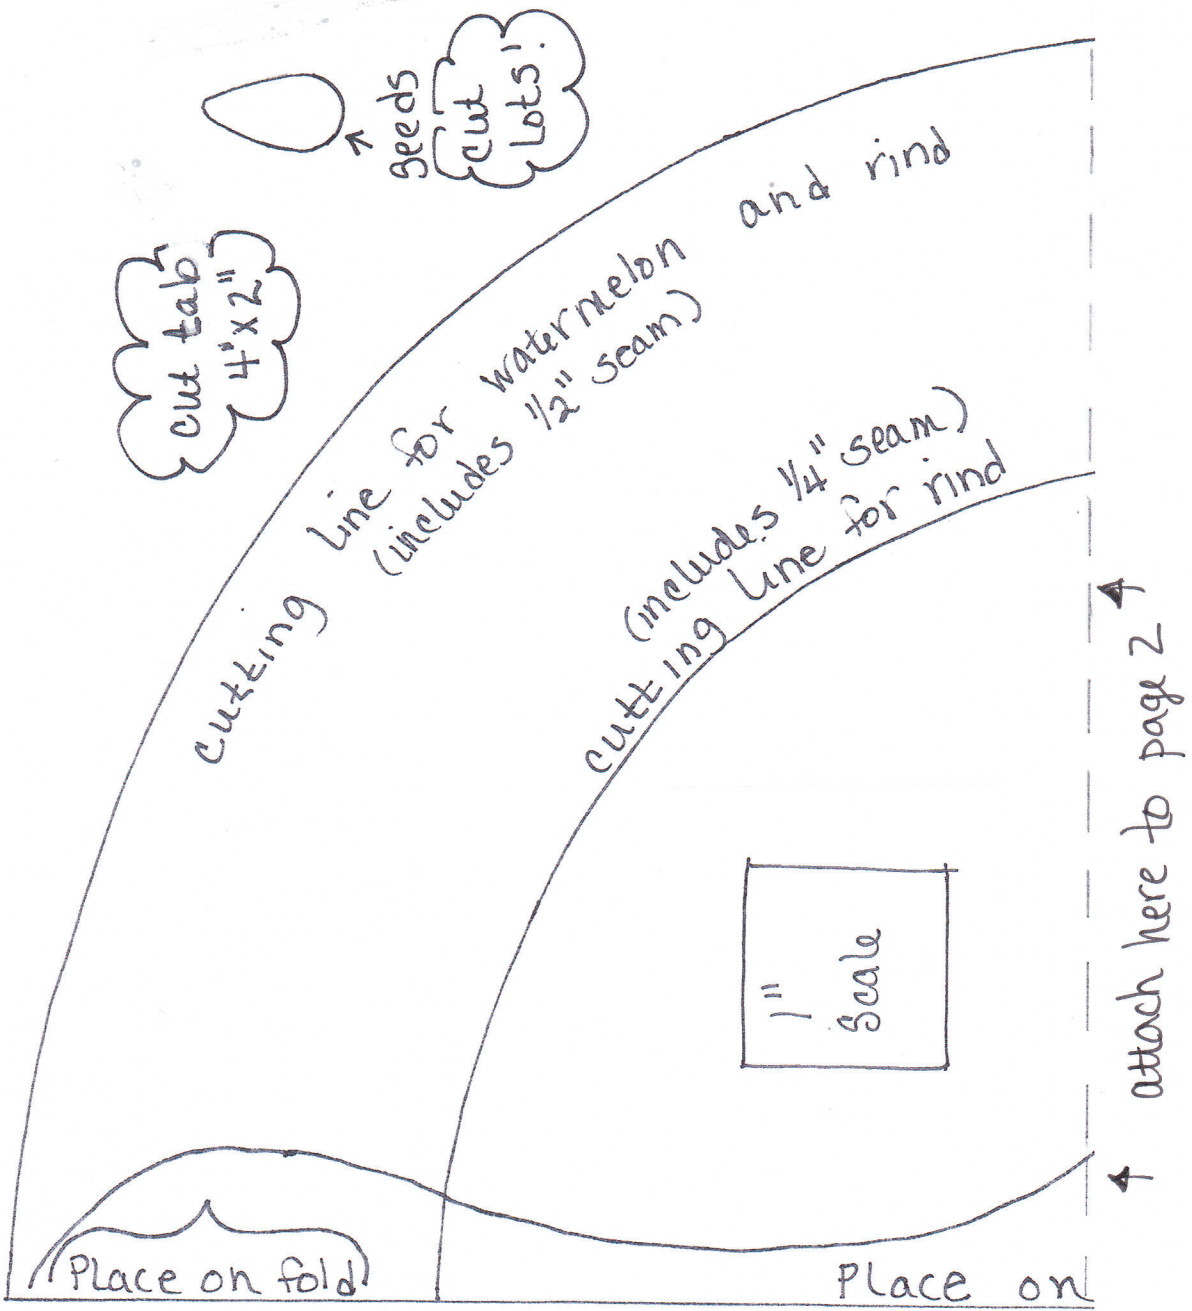 seeds
cut
Lots!
cut tab
4"x2"
cutting line for watermelon and rind
(includes 1/2" seam)
(includes 1/4" seam)
cutting line for rind
1"
scale
attach here to page 2
Place on fold
Place on